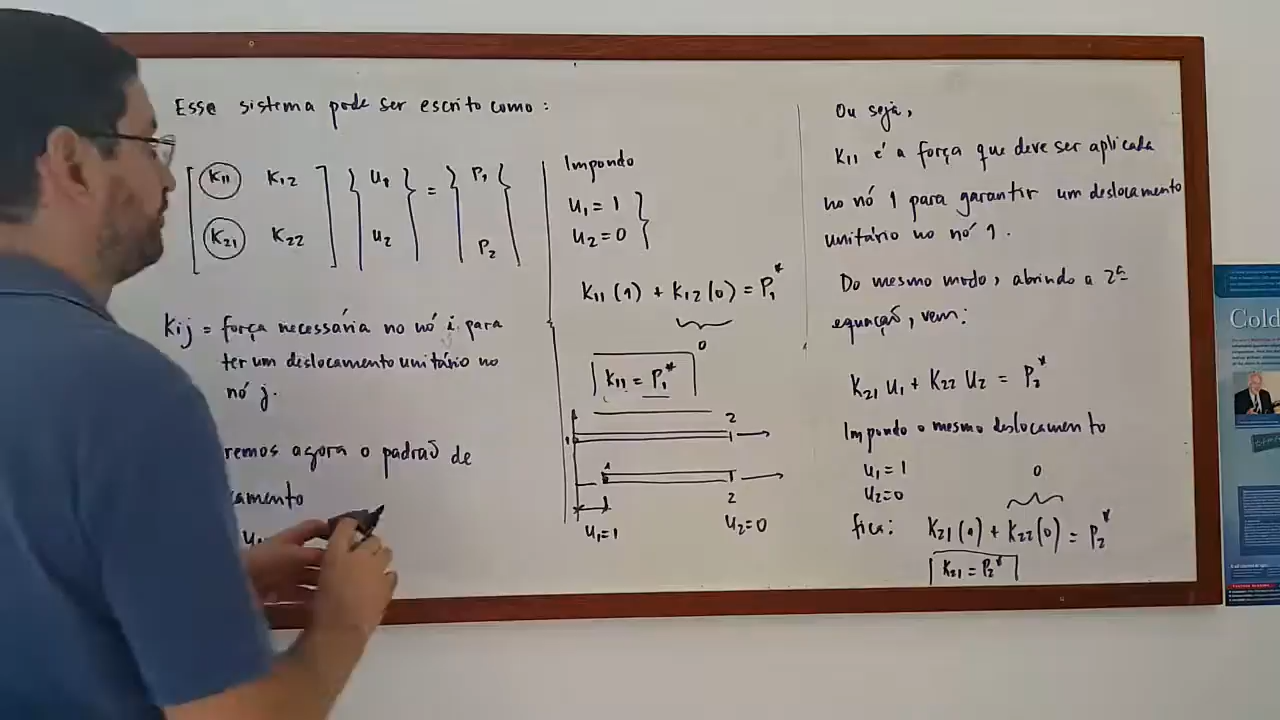 Esse sistema pode ser escrito como:
[ K11 K12 ] { u1 } = { P1 }
[ K21 K22 ] { u2 } = { P2 }
Kij = força necessária no nó i para
ter um deslocamento unitário no
nó j.
remos agora o padrão de
camento
Impondo
u1 = 1
u2 = 0
K11 (1) + K12 (0) = P1*
0
K11 = P1*
2
1
1
2
u1=1 u2=0
Ou seja,
K11 é a força que deve ser aplicada
no nó 1 para garantir um deslocamento
unitário no nó 1.
Do mesmo modo, abrindo a 2ª
equação, vem:
K21 u1 + K22 u2 = P2*
Impondo o mesmo deslocamento
u1 = 1
u2=0
0
fica: K21 (1) + K22 (0) = P2*
K21 = P2*
Cold